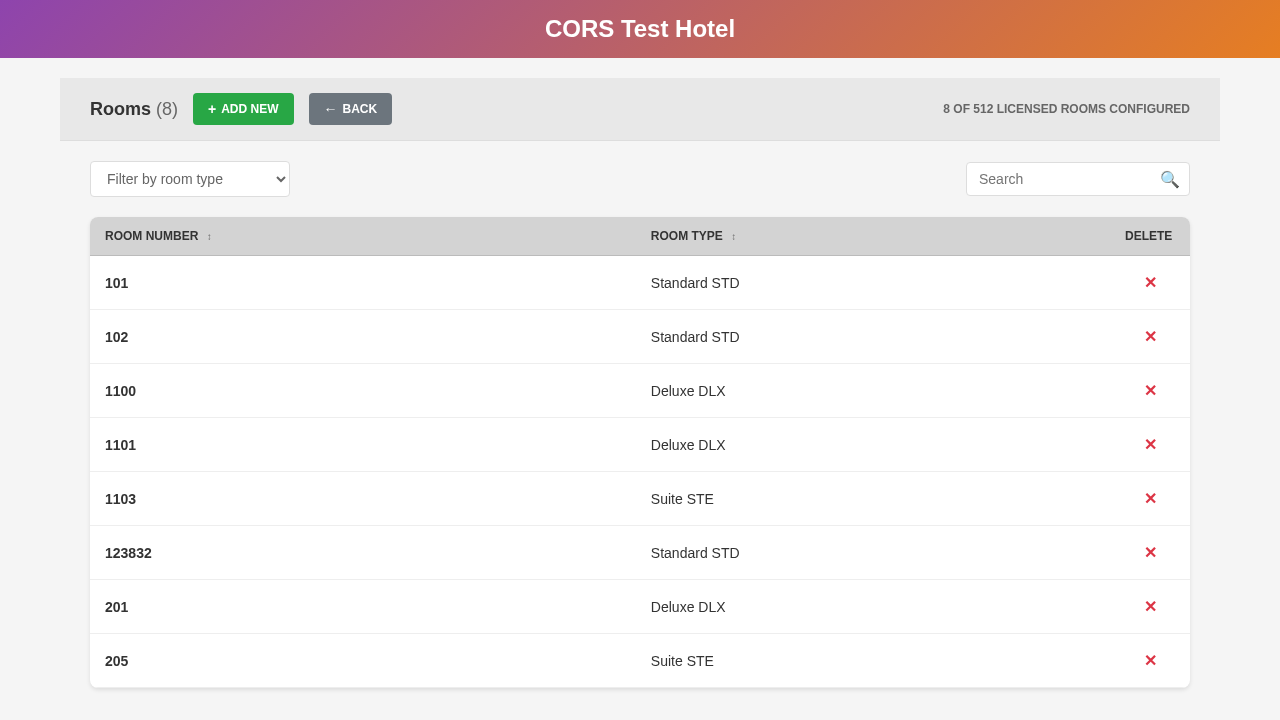 CORS Test Hotel
Rooms (8) + ADD NEW ← BACK 8 OF 512 LICENSED ROOMS CONFIGURED
Filter by room type Search
ROOM NUMBER ↕ ROOM TYPE ↕ DELETE
101 Standard STD ✕
102 Standard STD ✕
1100 Deluxe DLX ✕
1101 Deluxe DLX ✕
1103 Suite STE ✕
123832 Standard STD ✕
201 Deluxe DLX ✕
205 Suite STE ✕